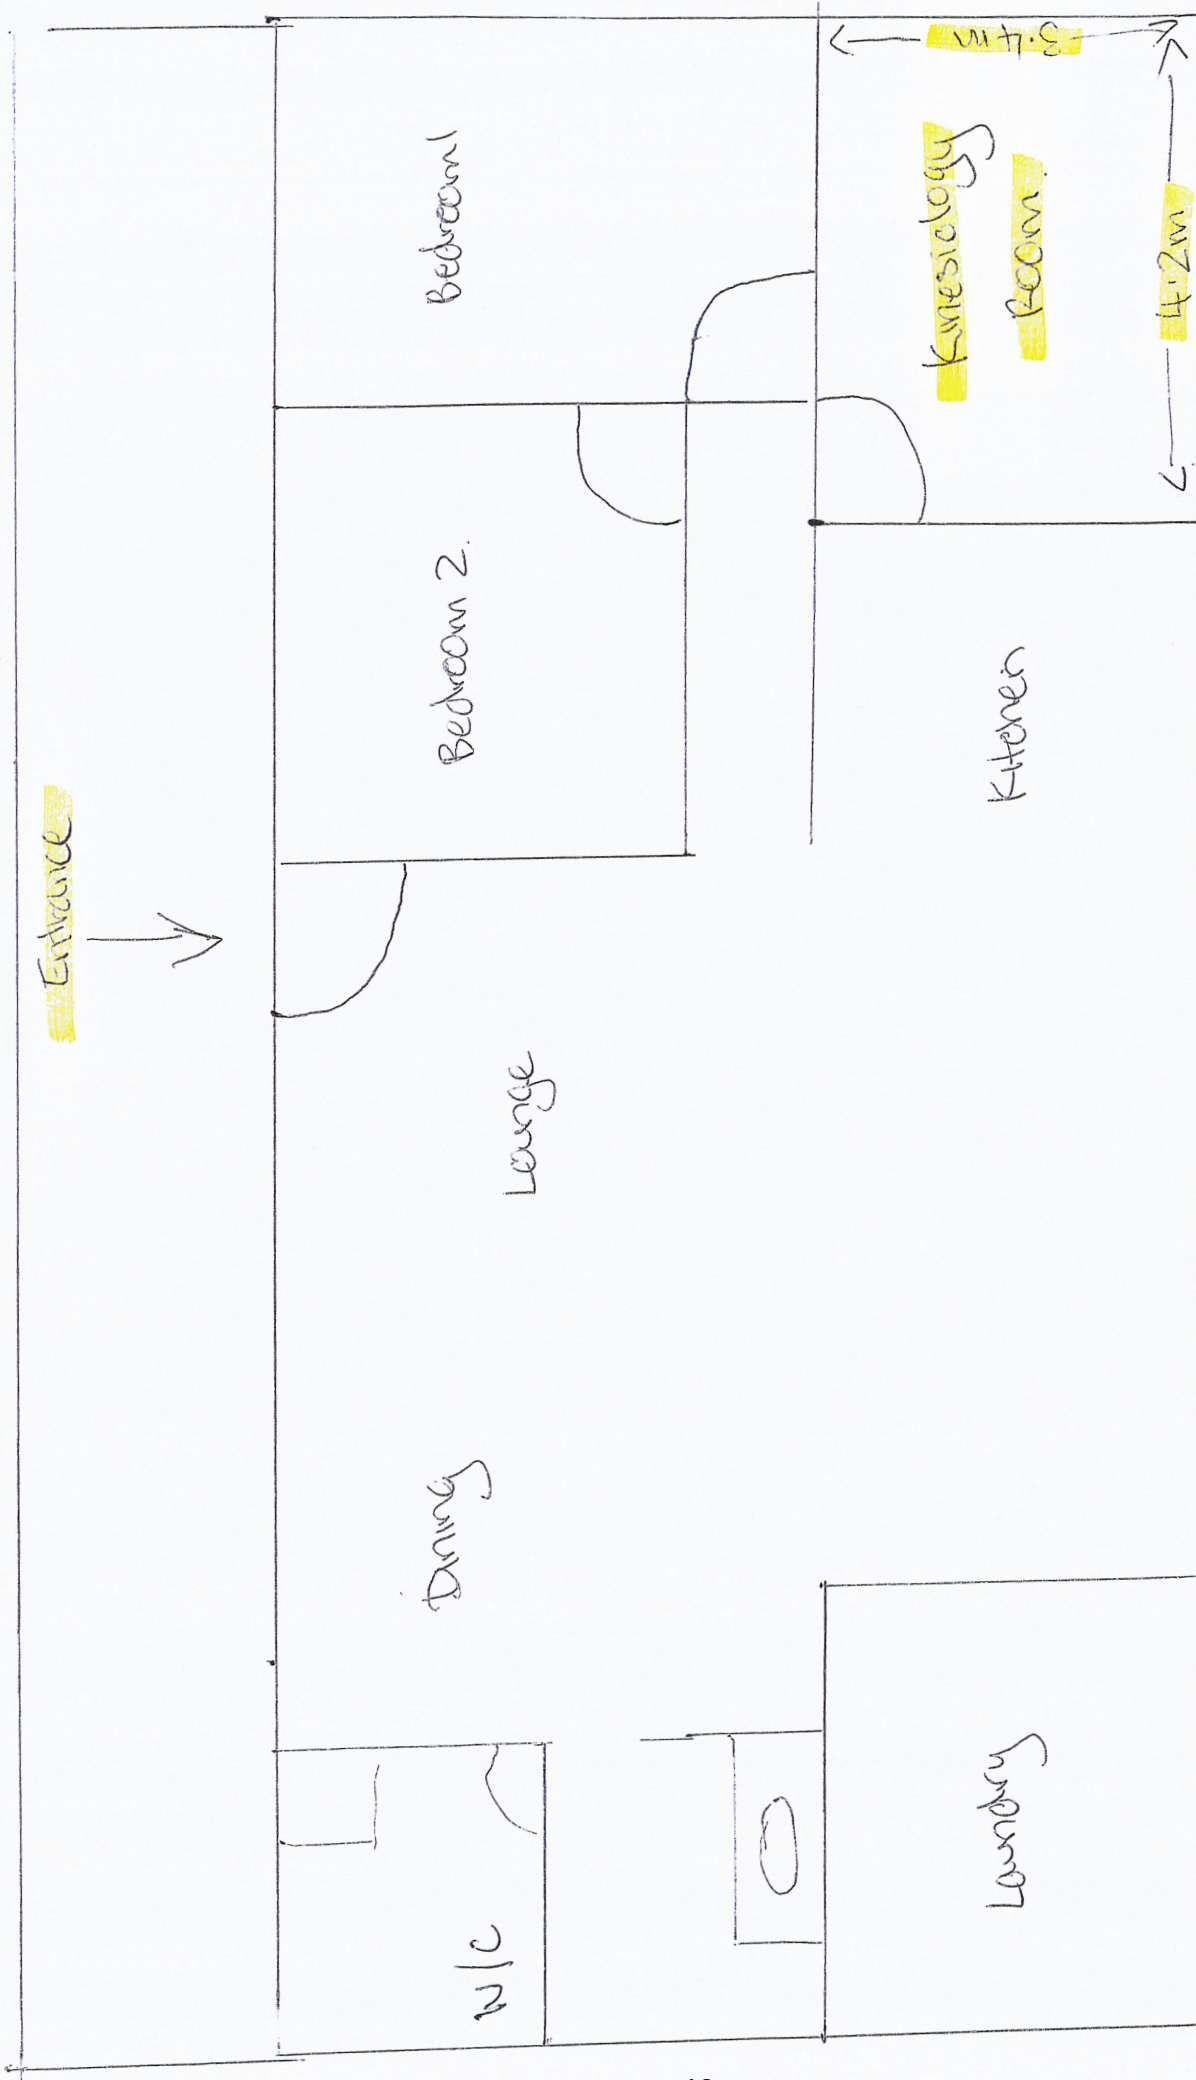 Entrance
W/C
Dining
Lounge
Bedroom 2.
Bedroom 1
Laundry
Kitchen
Kinesiology
Room.
3.4m
4.2m